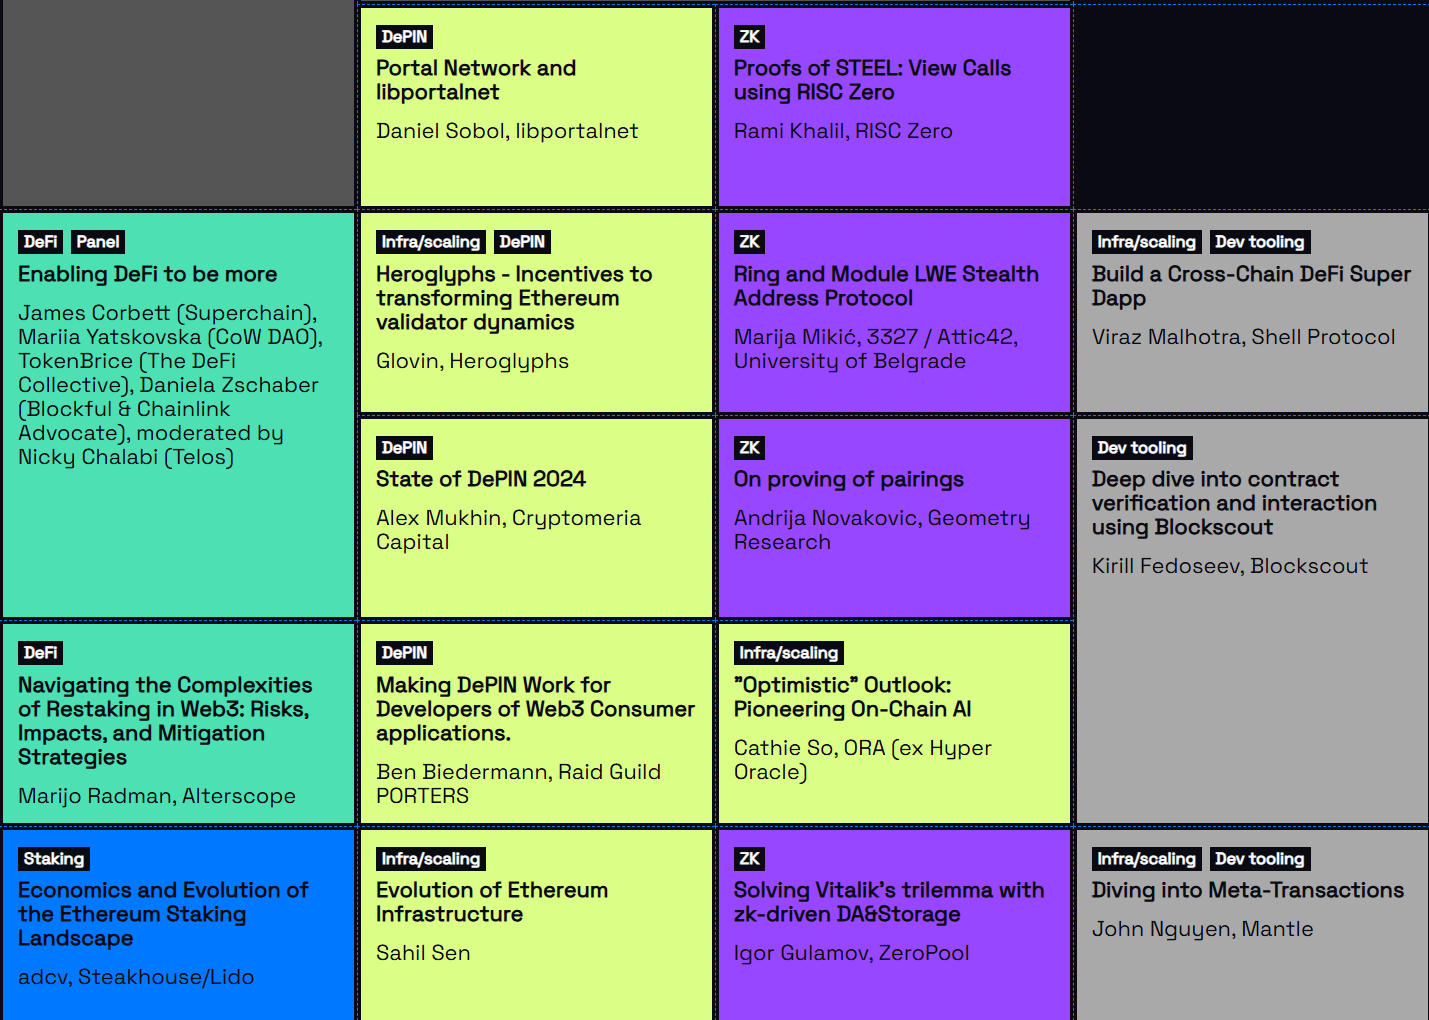 DePIN
Portal Network and
libportalnet
Daniel Sobol, libportalnet
ZK
Proofs of STEEL: View Calls
using RISC Zero
Rami Khalil, RISC Zero
DeFi Panel
Enabling DeFi to be more
James Corbett (Superchain),
Mariia Yatskovska (CoW DAO),
TokenBrice (The DeFi
Collective), Daniela Zschaber
(Blockful & Chainlink
Advocate), moderated by
Nicky Chalabi (Telos)
Infra/scaling DePIN
Heroglyphs - Incentives to
transforming Ethereum
validator dynamics
Glovin, Heroglyphs
ZK
Ring and Module LWE Stealth
Address Protocol
Marija Mikić, 3327 / Attic42,
University of Belgrade
Infra/scaling Dev tooling
Build a Cross-Chain DeFi Super
Dapp
Viraz Malhotra, Shell Protocol
DePIN
State of DePIN 2024
Alex Mukhin, Cryptomeria
Capital
ZK
On proving of pairings
Andrija Novakovic, Geometry
Research
Dev tooling
Deep dive into contract
verification and interaction
using Blockscout
Kirill Fedoseev, Blockscout
DeFi
Navigating the Complexities
of Restaking in Web3: Risks,
Impacts, and Mitigation
Strategies
Marijo Radman, Alterscope
DePIN
Making DePIN Work for
Developers of Web3 Consumer
applications.
Ben Biedermann, Raid Guild
PORTERS
Infra/scaling
”Optimistic” Outlook:
Pioneering On-Chain AI
Cathie So, ORA (ex Hyper
Oracle)
Staking
Economics and Evolution of
the Ethereum Staking
Landscape
adcv, Steakhouse/Lido
Infra/scaling
Evolution of Ethereum
Infrastructure
Sahil Sen
ZK
Solving Vitalik's trilemma with
zk-driven DA&Storage
Igor Gulamov, ZeroPool
Infra/scaling Dev tooling
Diving into Meta-Transactions
John Nguyen, Mantle